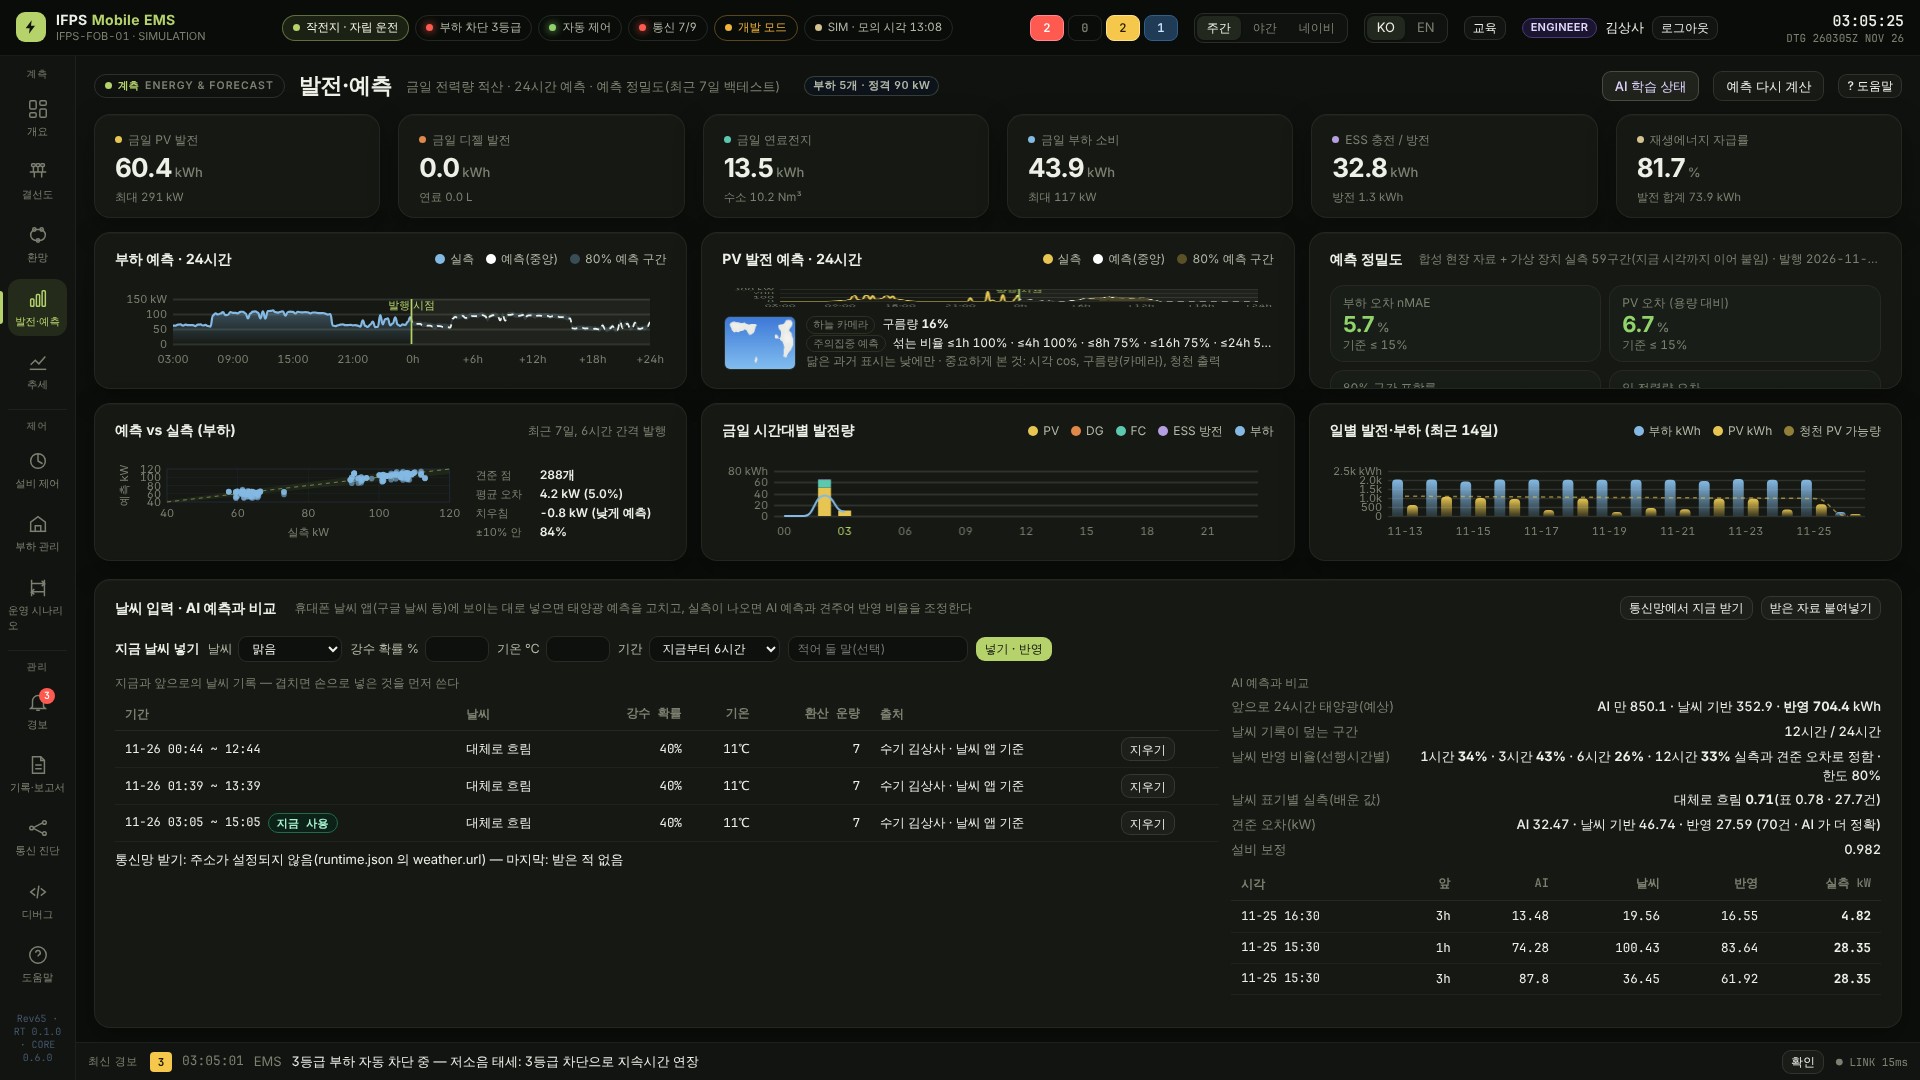 IFPS Mobile EMS
IFPS-FOB-01 · SIMULATION
작전지 · 자립 운전
부하 차단 3등급
자동 제어
통신 7/9
개발 모드
SIM · 모의 시각 13:08
2 0 2 1
주간 야간 네이비
KO EN
교육
ENGINEER 김상사 로그아웃
03:05:25
DTG 260305Z NOV 26
계측
개요
결선도
환망
발전·예측
추세
제어
설비 제어
부하 관리
운영 시나리오
관리
3
경보
기록·보고서
통신 진단
디버그
도움말
Rev65 · RT 0.1.0 · CORE 0.6.0
계측 ENERGY & FORECAST
발전·예측
금일 전력량 적산 · 24시간 예측 · 예측 정밀도(최근 7일 백테스트)
부하 5개 · 정격 90 kW
AI 학습 상태
예측 다시 계산
? 도움말
금일 PV 발전
60.4 kWh
최대 291 kW
금일 디젤 발전
0.0 kWh
연료 0.0 L
금일 연료전지
13.5 kWh
수소 10.2 Nm³
금일 부하 소비
43.9 kWh
최대 117 kW
ESS 충전 / 방전
32.8 kWh
방전 1.3 kWh
재생에너지 자급률
81.7 %
발전 합계 73.9 kWh
부하 예측 · 24시간
실측 예측(중앙) 80% 예측 구간
150 kW
100
50
0
발행 시점
03:00 09:00 15:00 21:00 0h +6h +12h +18h +24h
PV 발전 예측 · 24시간
실측 예측(중앙) 80% 예측 구간
하늘 카메라 구름량 16%
주의집중 예측 섞는 비율 ≤1h 100% · ≤4h 100% · ≤8h 75% · ≤16h 75% · ≤24h 5...
닮은 과거 표시는 낮에만 · 중요하게 본 것: 시각 cos, 구름량(카메라), 청천 출력
예측 정밀도
합성 현장 자료 + 가상 장치 실측 59구간(지금 시각까지 이어 붙임) · 발행 2026-11-...
부하 오차 nMAE
5.7 %
기준 ≤ 15%
PV 오차 (용량 대비)
6.7 %
기준 ≤ 15%
예측 vs 실측 (부하)
최근 7일, 6시간 간격 발행
예측 kW
120
100
80
60
40
40 60 80 100 120
실측 kW
견준 점 288개
평균 오차 4.2 kW (5.0%)
치우침 -0.8 kW (낮게 예측)
±10% 안 84%
금일 시간대별 발전량
PV DG FC ESS 방전 부하
80 kWh
60
40
20
0
00 03 06 09 12 15 18 21
일별 발전·부하 (최근 14일)
부하 kWh PV kWh 청천 PV 가능량
2.5k kWh
2.0k
1.5k
1.0k
500
0
11-13 11-15 11-17 11-19 11-21 11-23 11-25
날씨 입력 · AI 예측과 비교
휴대폰 날씨 앱(구글 날씨 등)에 보이는 대로 넣으면 태양광 예측을 고치고, 실측이 나오면 AI 예측과 견주어 반영 비율을 조정한다
통신망에서 지금 받기
받은 자료 붙여넣기
지금 날씨 넣기 날씨 맑음 강수 확률 % 기온 °C 기간 지금부터 6시간 적어 둘 말(선택) 넣기 · 반영
지금과 앞으로의 날씨 기록 — 겹치면 손으로 넣은 것을 먼저 쓴다
기간 날씨 강수 확률 기온 환산 운량 출처
11-26 00:44 ~ 12:44 대체로 흐림 40% 11℃ 7 수기 김상사 · 날씨 앱 기준 지우기
11-26 01:39 ~ 13:39 대체로 흐림 40% 11℃ 7 수기 김상사 · 날씨 앱 기준 지우기
11-26 03:05 ~ 15:05 지금 사용 대체로 흐림 40% 11℃ 7 수기 김상사 · 날씨 앱 기준 지우기
통신망 받기: 주소가 설정되지 않음(runtime.json 의 weather.url) — 마지막: 받은 적 없음
AI 예측과 비교
앞으로 24시간 태양광(예상) AI 만 850.1 · 날씨 기반 352.9 · 반영 704.4 kWh
날씨 기록이 덮는 구간 12시간 / 24시간
날씨 반영 비율(선행시간별) 1시간 34% · 3시간 43% · 6시간 26% · 12시간 33% 실측과 견준 오차로 정함 ·
한도 80%
날씨 표기별 실측(배운 값) 대체로 흐림 0.71(표 0.78 · 27.7건)
견준 오차(kW) AI 32.47 · 날씨 기반 46.74 · 반영 27.59 (70건 · AI 가 더 정확)
설비 보정 0.982
시각 앞 AI 날씨 반영 실측 kW
11-25 16:30 3h 13.48 19.56 16.55 4.82
11-25 15:30 1h 74.28 100.43 83.64 28.35
11-25 15:30 3h 87.8 36.45 61.92 28.35
최신 경보 3 03:05:01 EMS 3등급 부하 자동 차단 중 — 저소음 태세: 3등급 차단으로 지속시간 연장
확인
LINK 15ms